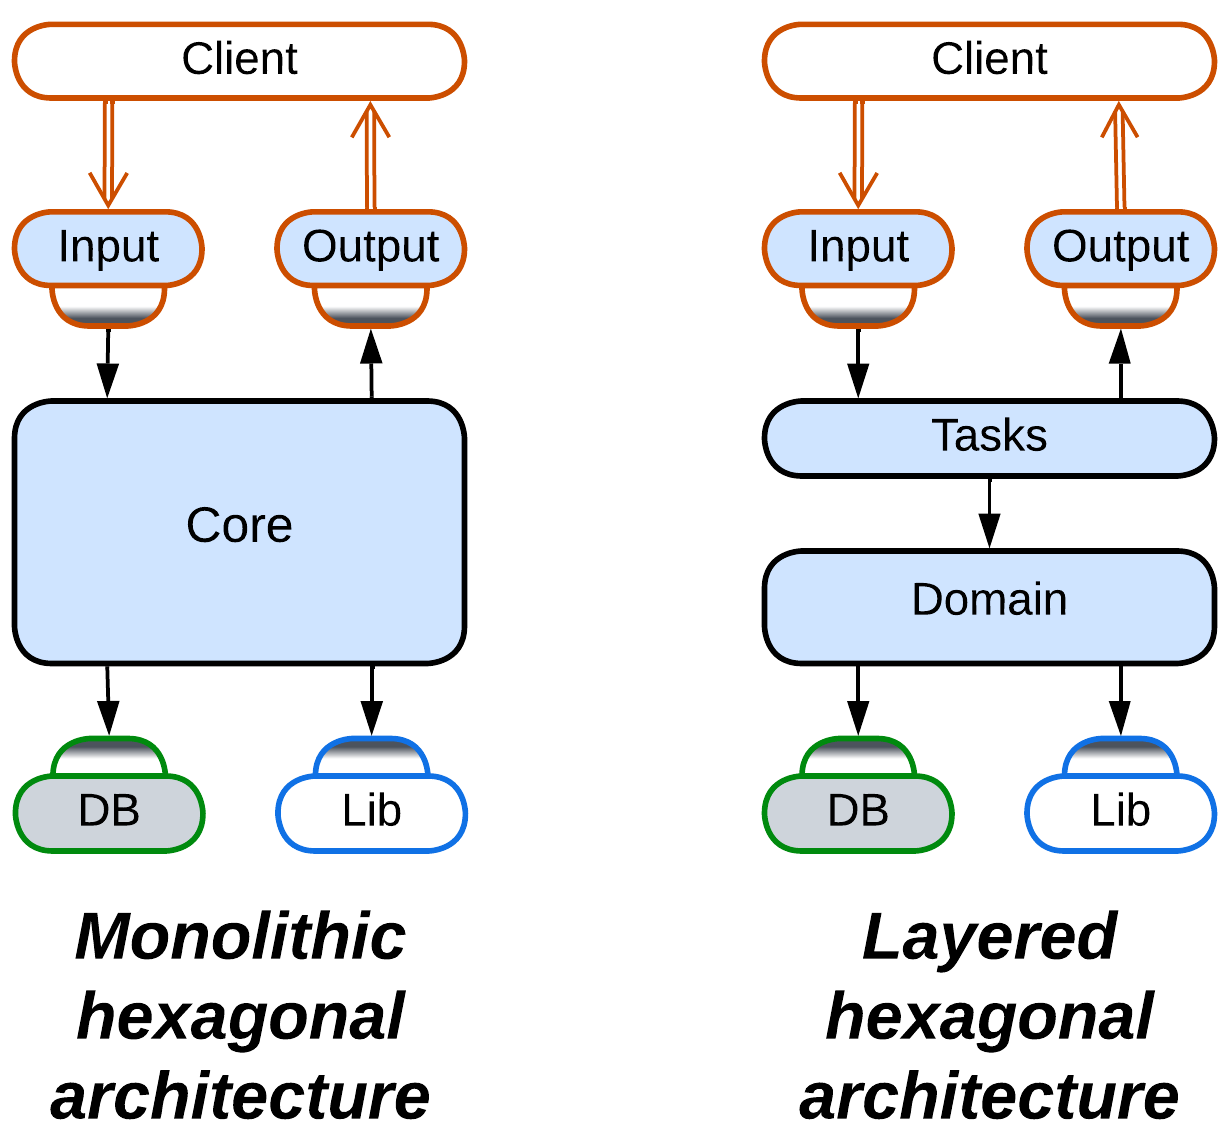 Client
Input
Output
Core
DB
Lib
Monolithic
hexagonal
architecture
Client
Input
Output
Tasks
Domain
DB
Lib
Layered
hexagonal
architecture